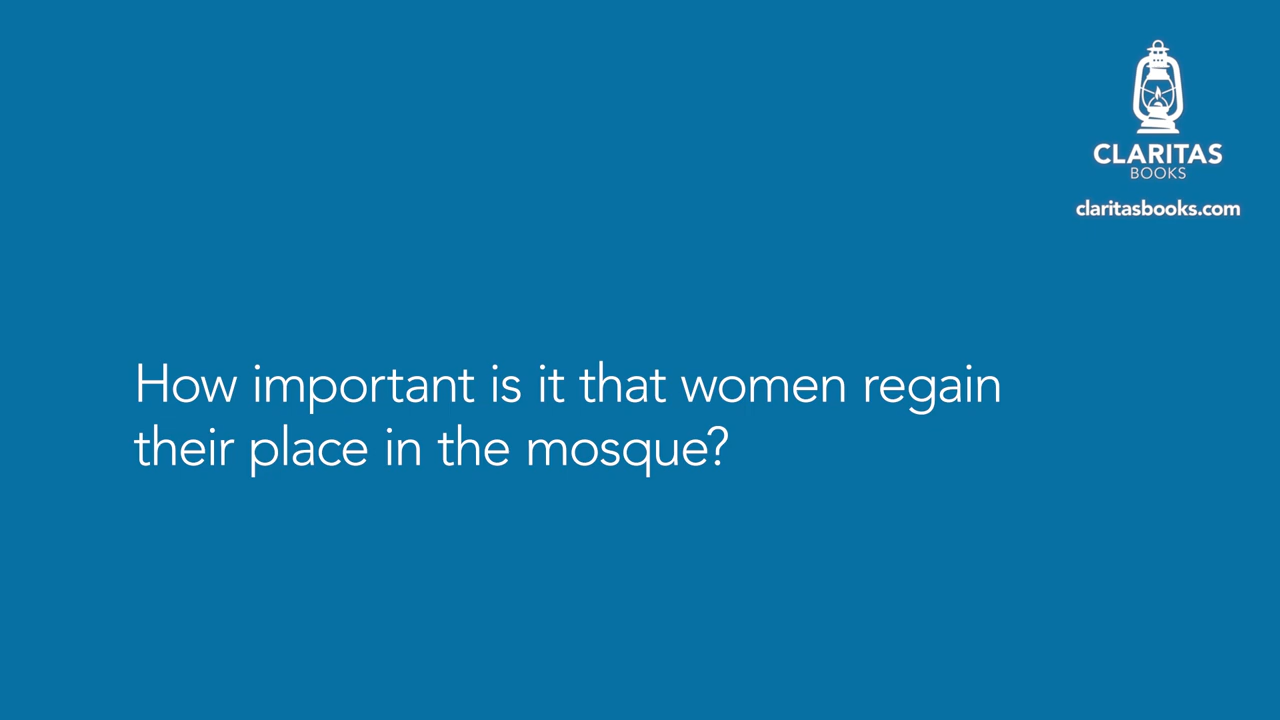 CLARITAS
BOOKS
claritasbooks.com
How important is it that women regain
their place in the mosque?